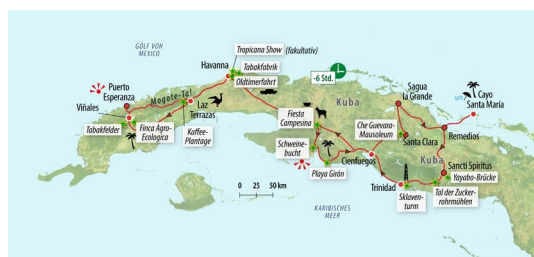 GOLF VON
MEXICO
Tropicana Show (fakultativ)
Havanna
Tabakfabrik
Oldtimerfahrt
-6 Std.
Puerto
Esperanza
Mogote-Tal
Laz
Terrazas
Viñales
Tabakfelder
Finca Agro-
Ecologica
Kaffee-
Plantage
Kuba
Sagua
la Grande
Cayo
Santa María
Fiesta
Campesina
Che Guevara-
Mausoleum
Remedios
Santa Clara
Schweine-
bucht
Cienfuegos
Kuba
Sancti Spiritus
Playa Girón
Yayabo-Brücke
Trinidad
Sklaven-
turm
Tal der Zucker-
rohrmühlen
0 25 50 km
KARIBISCHES
MEER